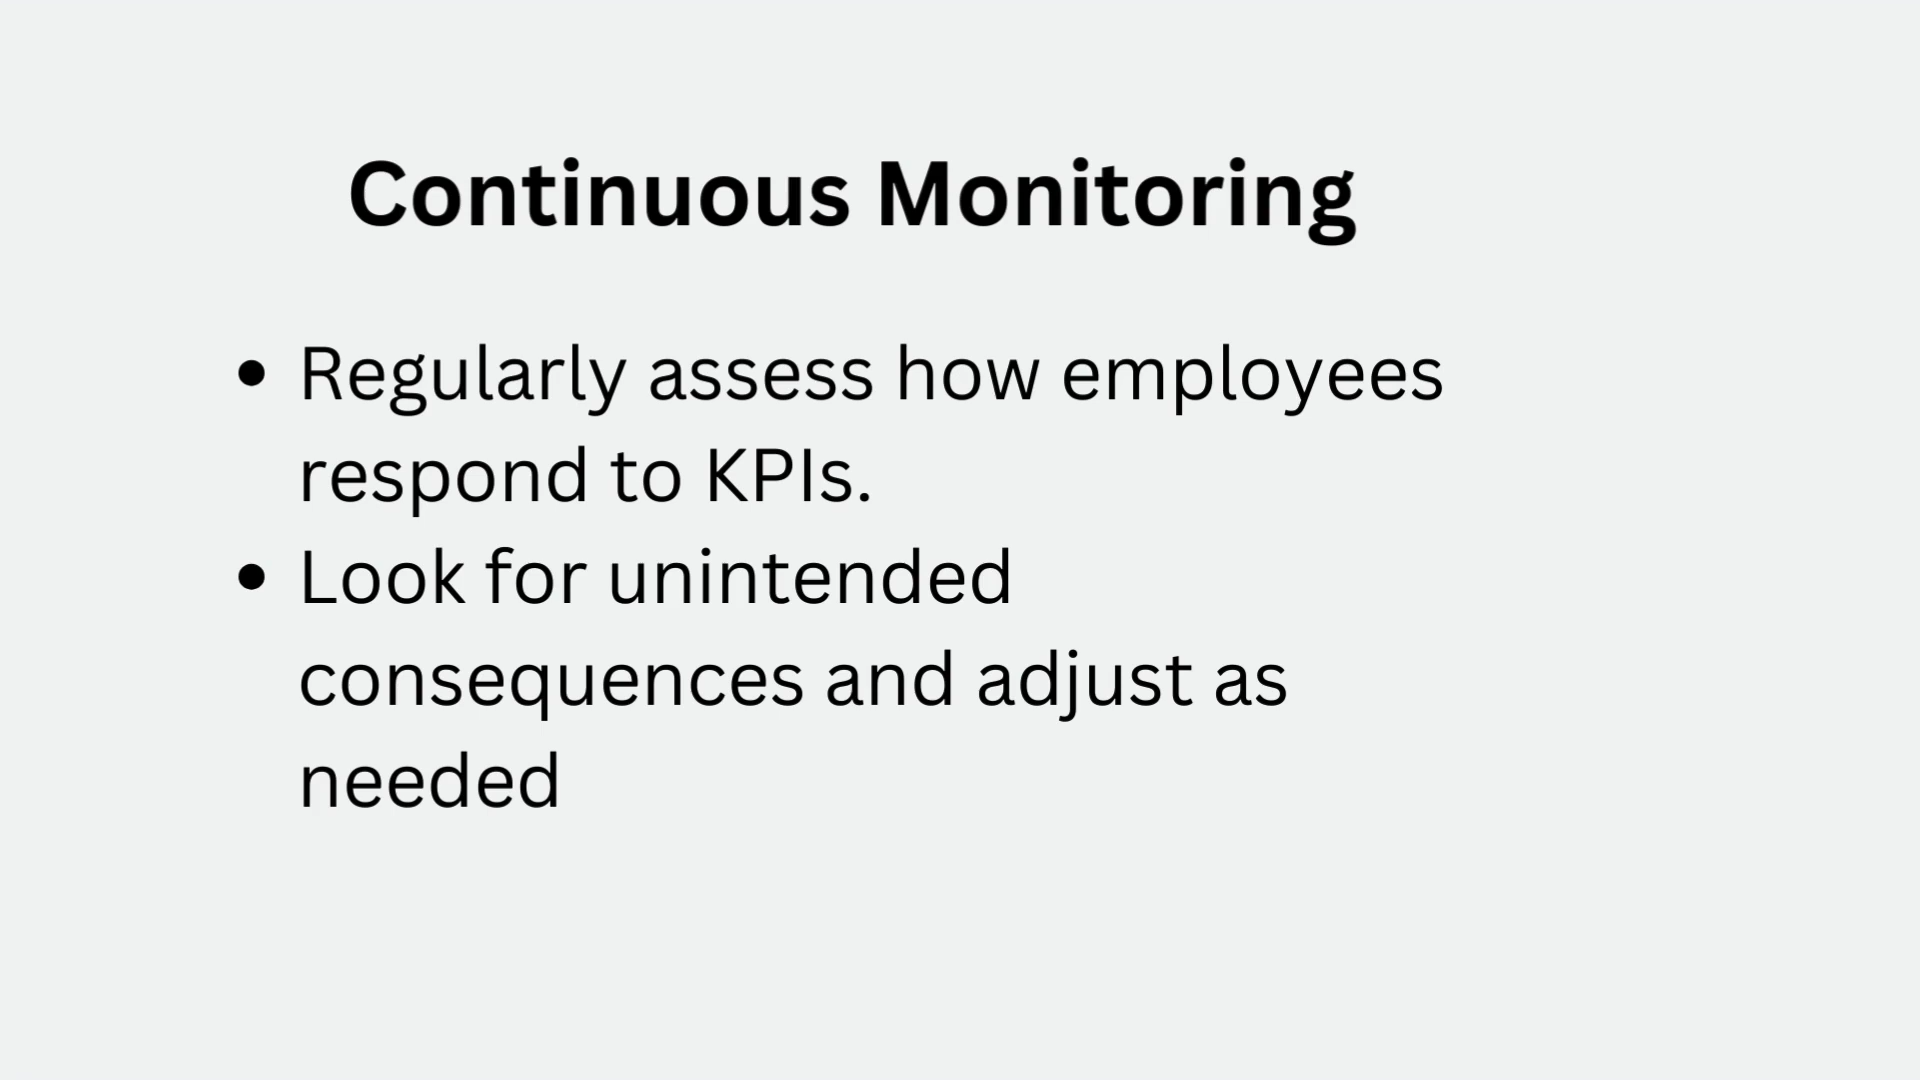 Continuous Monitoring
• Regularly assess how employees
respond to KPIs.
• Look for unintended
consequences and adjust as
needed